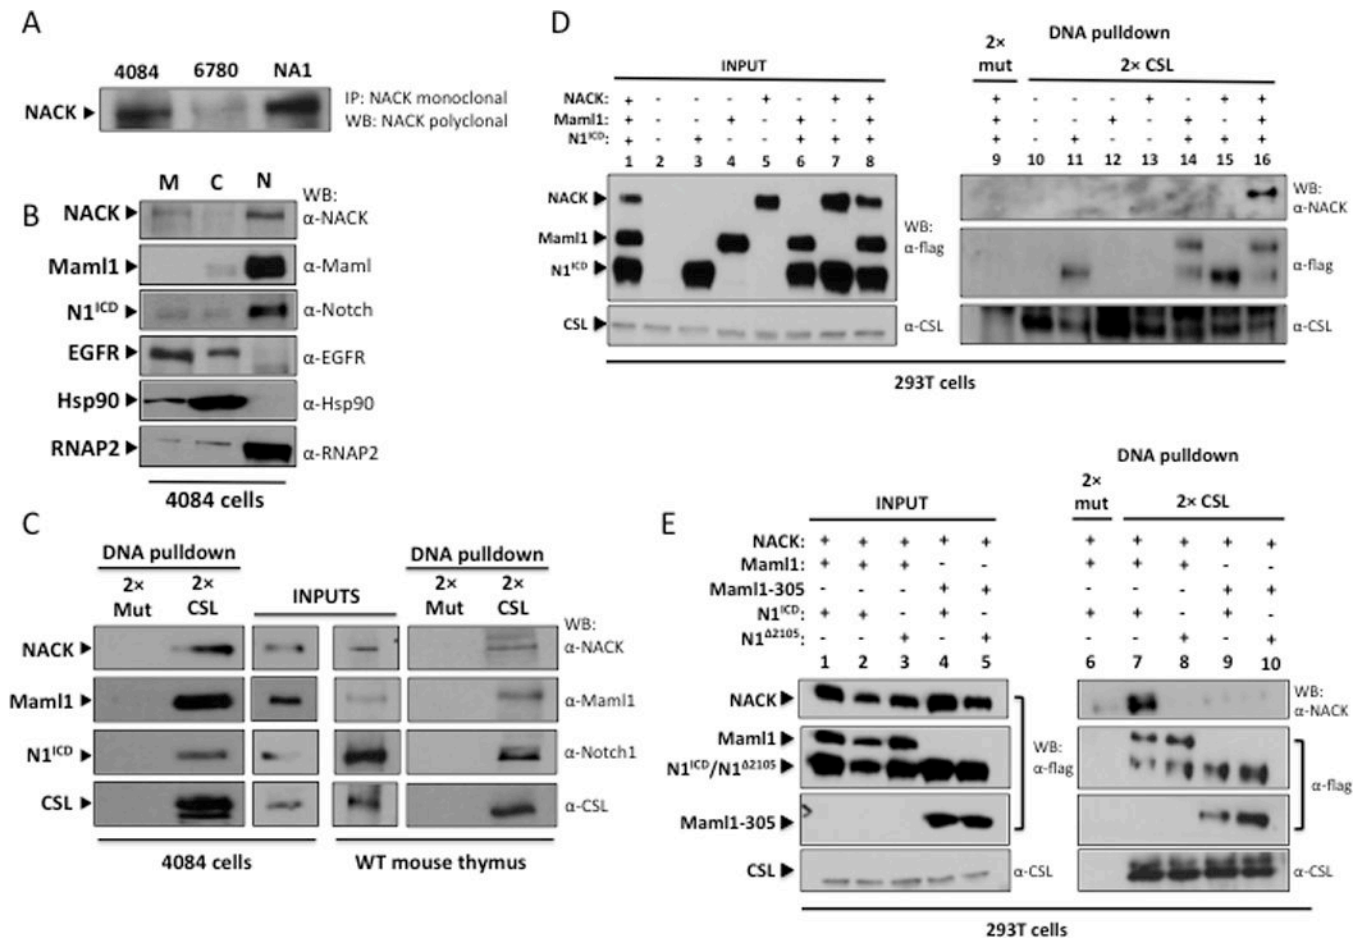 A
4084 6780 NA1
NACK
IP: NACK monoclonal
WB: NACK polyclonal
B
M C N
WB:
NACK α-NACK
Maml1 α-Maml
N1ICD α-Notch
EGFR α-EGFR
Hsp90 α-Hsp90
RNAP2 α-RNAP2
4084 cells
C
DNA pulldown DNA pulldown
2× Mut 2× CSL INPUTS 2× Mut 2× CSL
WB:
NACK α-NACK
Maml1 α-Maml1
N1ICD α-Notch1
CSL α-CSL
4084 cells WT mouse thymus
D
DNA pulldown
INPUT 2× mut 2× CSL
NACK: + - - - + - + + + - - - + - + +
Maml1: + - - + - + - + + - - + - + - +
N1ICD: + - + - - + + + + - + - - + + +
1 2 3 4 5 6 7 8 9 10 11 12 13 14 15 16
NACK
Maml1
N1ICD
WB:
α-flag
WB:
α-NACK
α-flag
CSL α-CSL α-CSL
293T cells
E
DNA pulldown
INPUT 2× mut 2× CSL
NACK: + + + + + + + + + +
Maml1: + + + - - + + + - -
Maml1-305 - - - + + - - - + +
N1ICD: + + - + - + + - + -
N1Δ2105 - - + - + - - + - +
1 2 3 4 5 6 7 8 9 10
NACK
WB:
α-NACK
Maml1
N1ICD/N1Δ2105
WB:
α-flag
α-flag
Maml1-305
CSL α-CSL α-CSL
293T cells